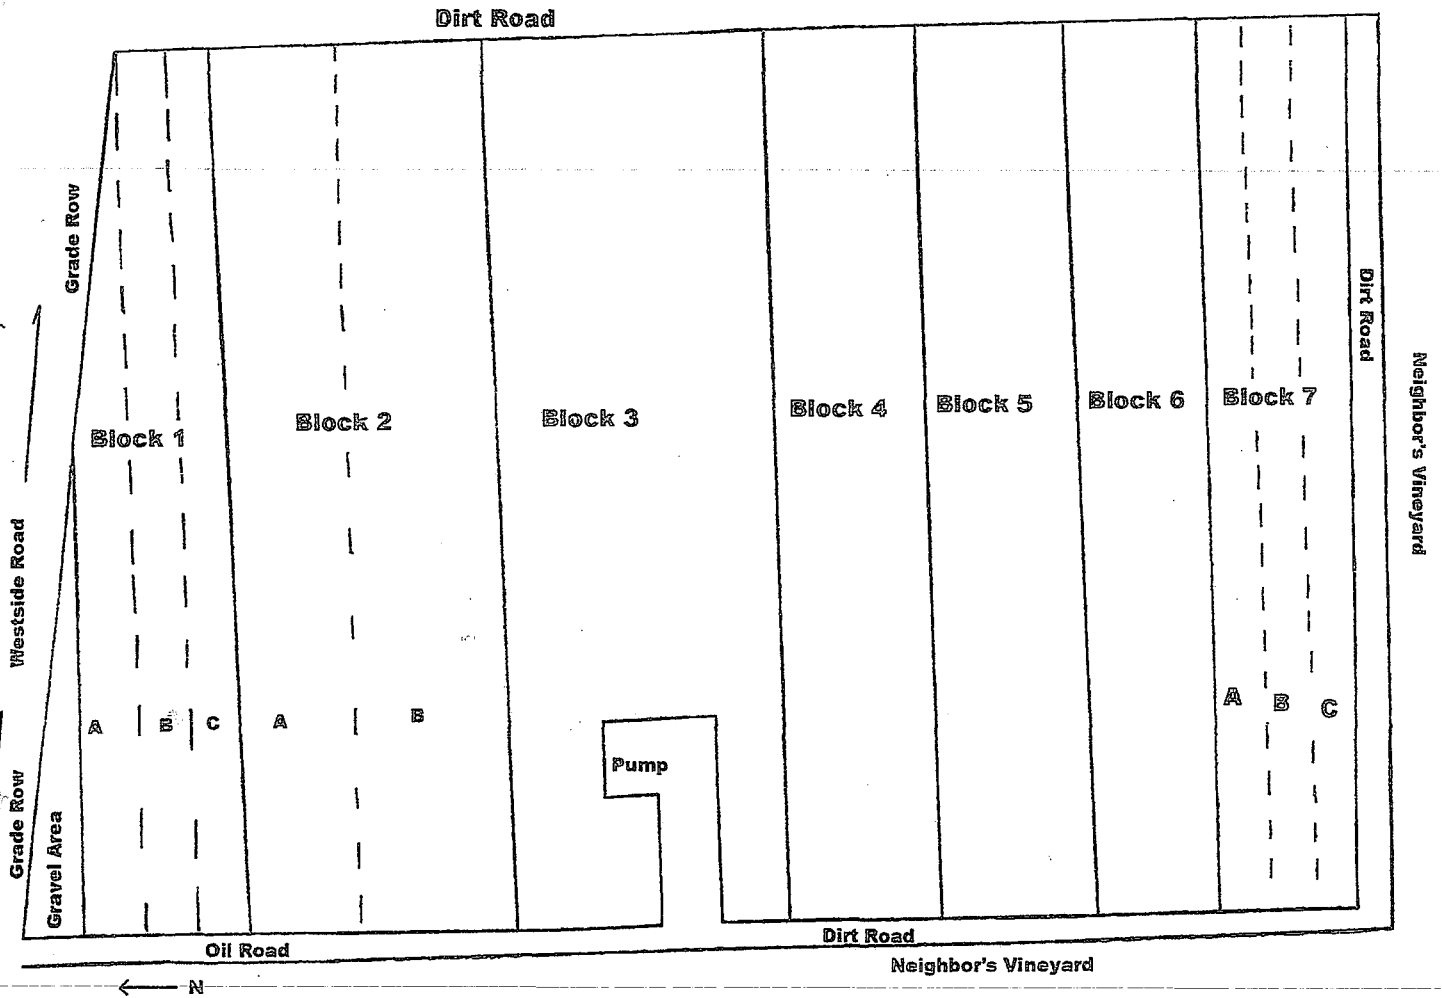 Dirt Road
Grade Row
Westside Road
Grade Row
Gravel Area
Block 1
Block 2
Block 3
Block 4
Block 5
Block 6
Block 7
Dirt Road
Neighbor's Vineyard
A
B
C
A
B
A
B
C
Pump
Oil Road
Dirt Road
Neighbor's Vineyard
N